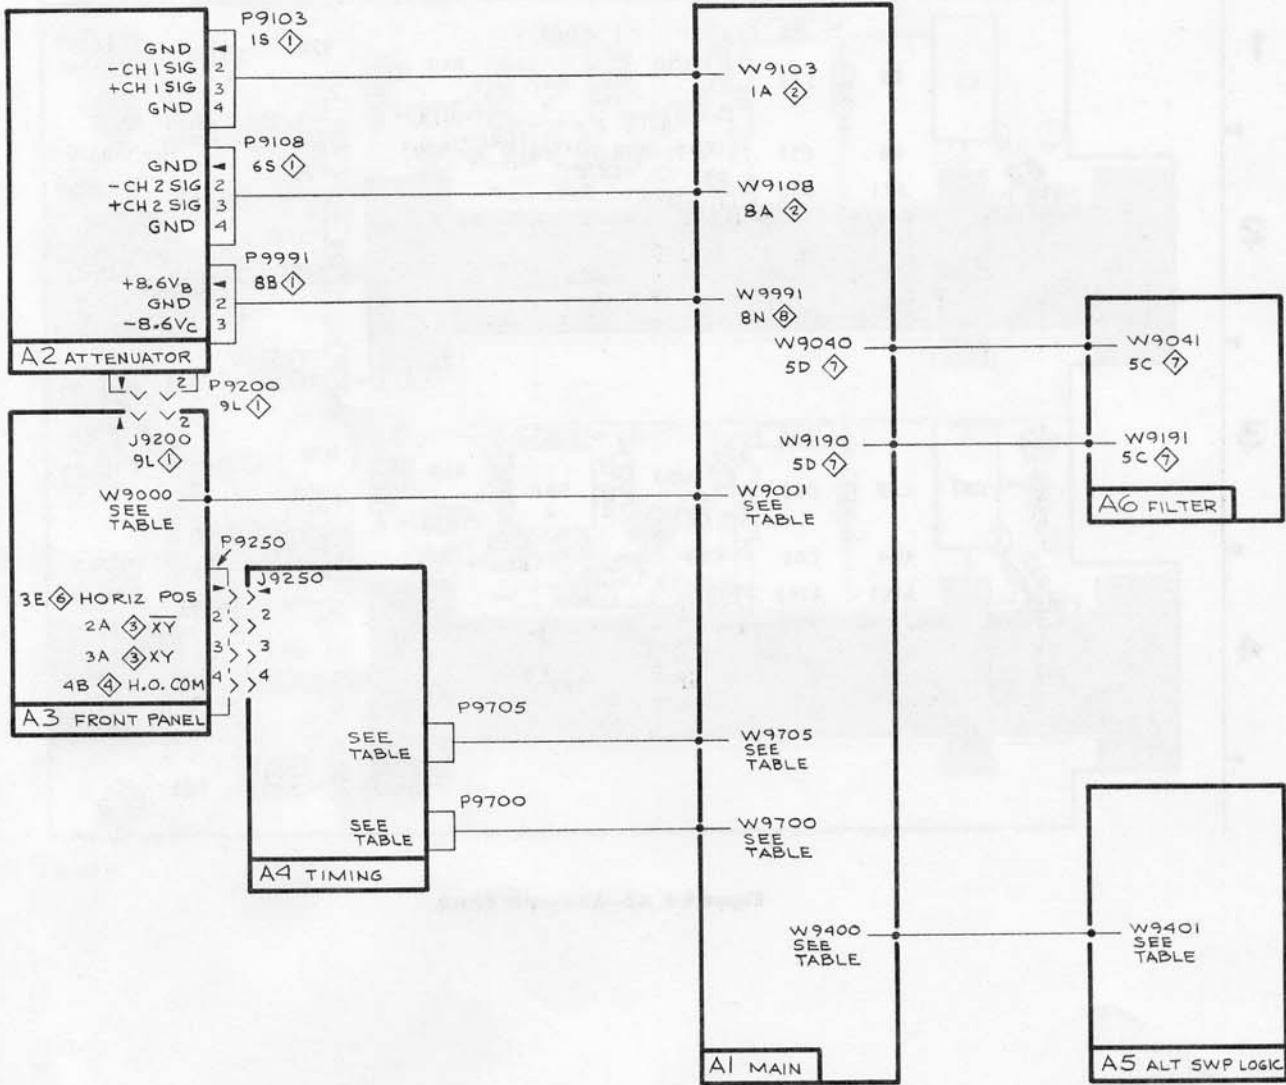 P9103
1S 1
GND
-CH 1 SIG 2
+CH 1 SIG 3
GND 4
P9108
6S 1
GND
-CH 2 SIG 2
+CH 2 SIG 3
GND 4
P9991
8B 1
+8.6VB
GND 2
-8.6VC 3
A2 ATTENUATOR
2
P9200
9L 1
2
J9200
9L 1
W9000
SEE
TABLE
P9250
J9250
3E 6 HORIZ POS
2A 3 X̅Y̅ 2 2
3A 3 XY 3 3
4B 4 H.O.COM 4 4
A3 FRONT PANEL
P9705
SEE
TABLE
P9700
SEE
TABLE
A4 TIMING
W9103
1A 2
W9108
8A 2
W9991
8N 8
W9040
5D 7
W9190
5D 7
W9001
SEE
TABLE
W9705
SEE
TABLE
W9700
SEE
TABLE
W9400
SEE
TABLE
A1 MAIN
W9041
5C 7
W9191
5C 7
A6 FILTER
W9401
SEE
TABLE
A5 ALT SWP LOGIC